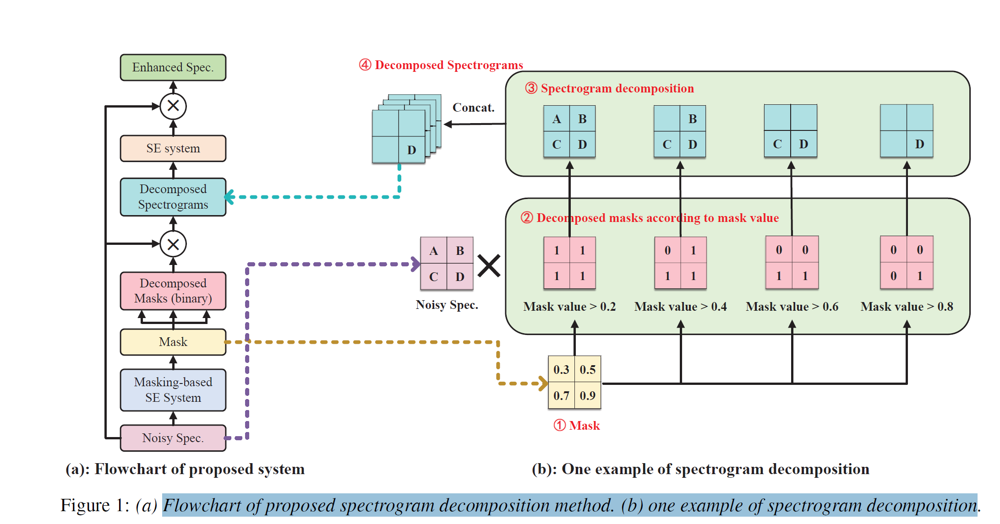 Enhanced Spec.
×
SE system
Decomposed
Spectrograms
×
Decomposed
Masks (binary)
Mask
Masking-based
SE System
Noisy Spec.
(a): Flowchart of proposed system
④ Decomposed Spectrograms
D
Concat.
③ Spectrogram decomposition
A B
C D
B
C D
C D
D
② Decomposed masks according to mask value
A B
C D
Noisy Spec.
×
1 1
1 1
Mask value > 0.2
0 1
1 1
Mask value > 0.4
0 0
1 1
Mask value > 0.6
0 0
0 1
Mask value > 0.8
0.3 0.5
0.7 0.9
① Mask
(b): One example of spectrogram decomposition
Figure 1: (a) Flowchart of proposed spectrogram decomposition method. (b) one example of spectrogram decomposition.